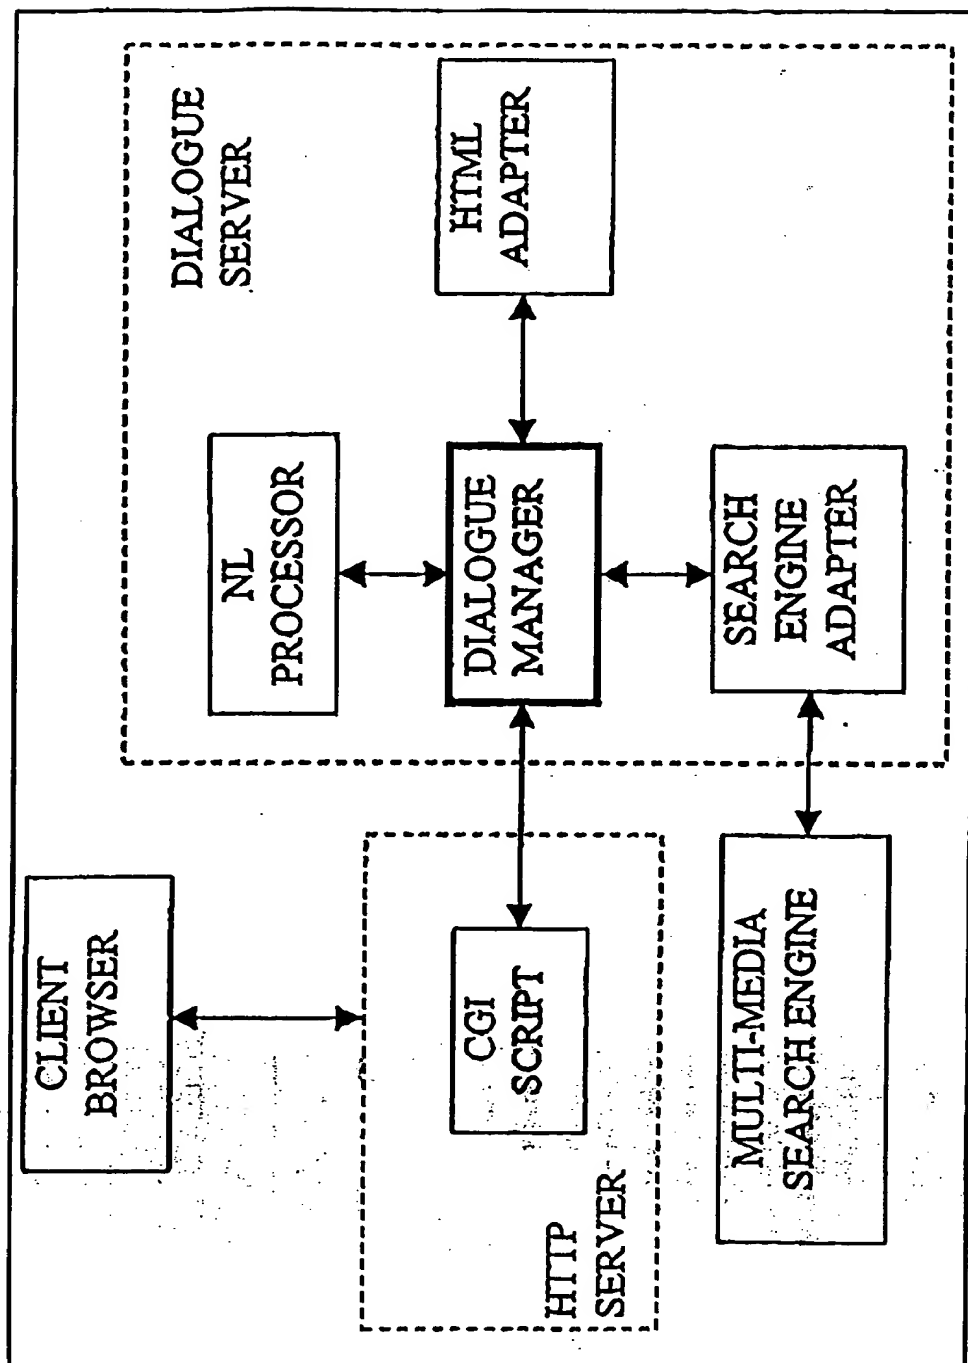 CLIENT
BROWSER
HTTP
SERVER
CGI
SCRIPT
MULTI-MEDIA
SEARCH ENGINE
DIALOGUE
SERVER
NL
PROCESSOR
DIALOGUE
MANAGER
HTML
ADAPTER
SEARCH
ENGINE
ADAPTER